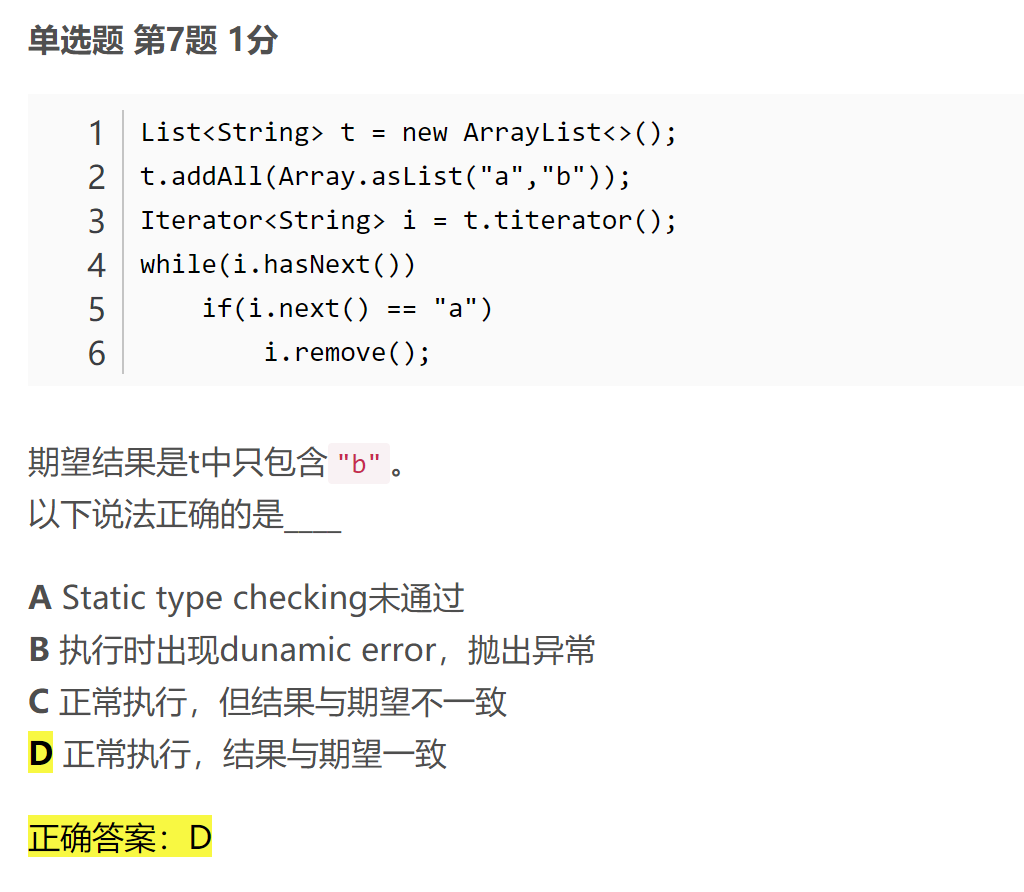 单选题 第7题 1分
1 List<String> t = new ArrayList<>();
2 t.addAll(Array.asList("a","b"));
3 Iterator<String> i = t.titerator();
4 while(i.hasNext())
5 if(i.next() == "a")
6 i.remove();
期望结果是t中只包含"b"。
以下说法正确的是____
A Static type checking未通过
B 执行时出现dunamic error，抛出异常
C 正常执行，但结果与期望不一致
D 正常执行，结果与期望一致
正确答案：D